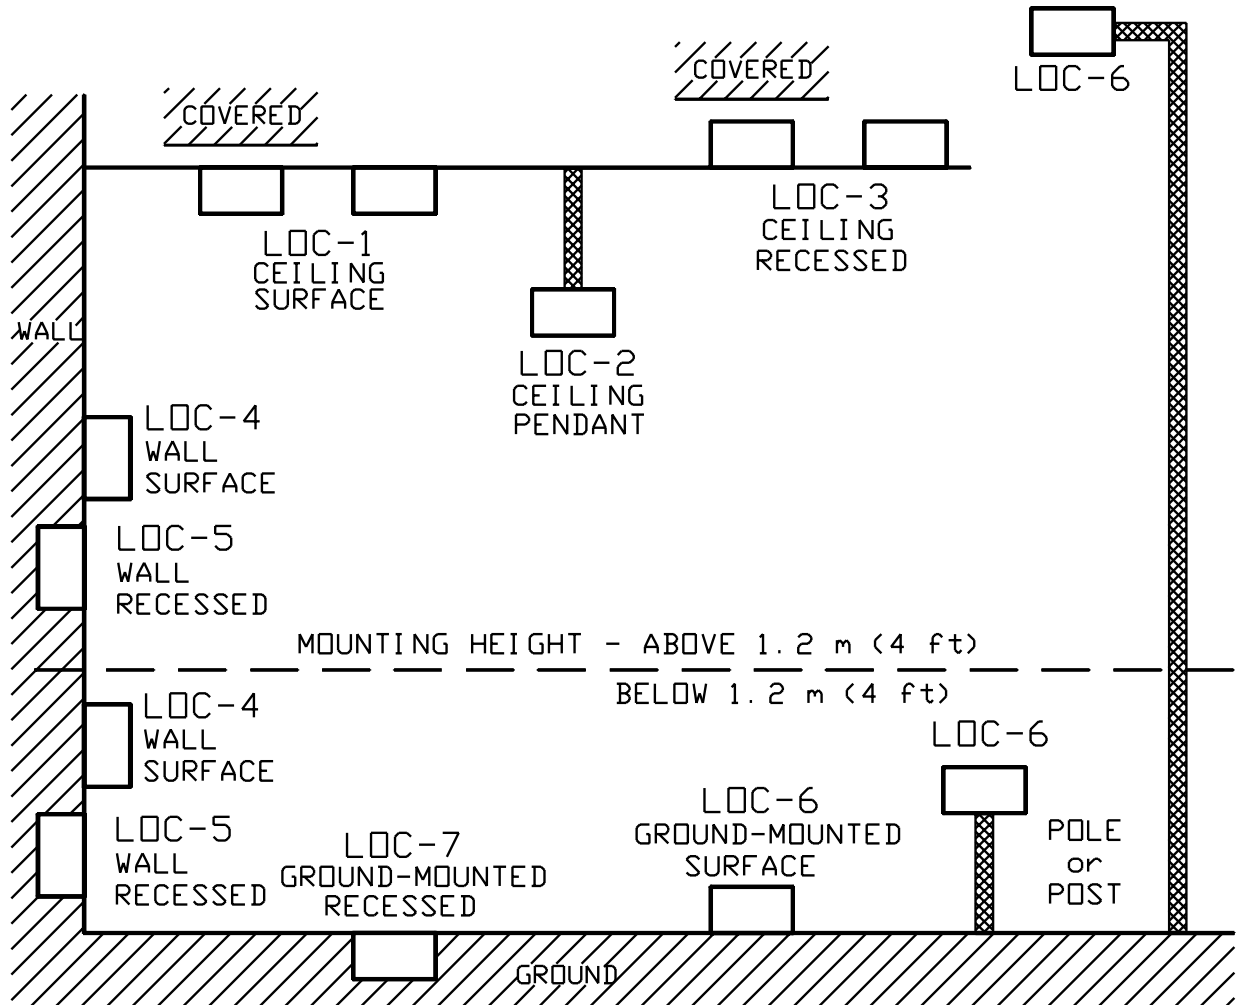 LOC-6
COVERED
COVERED
LOC-3
CEILING
RECESSED
LOC-1
CEILING
SURFACE
WALL
LOC-2
CEILING
PENDANT
LOC-4
WALL
SURFACE
LOC-5
WALL
RECESSED
MOUNTING HEIGHT - ABOVE 1.2 m (4 ft)
BELOW 1.2 m (4 ft)
LOC-4
WALL
SURFACE
LOC-6
LOC-6
GROUND-MOUNTED
SURFACE
POLE
or
POST
LOC-5
WALL
RECESSED
LOC-7
GROUND-MOUNTED
RECESSED
GROUND